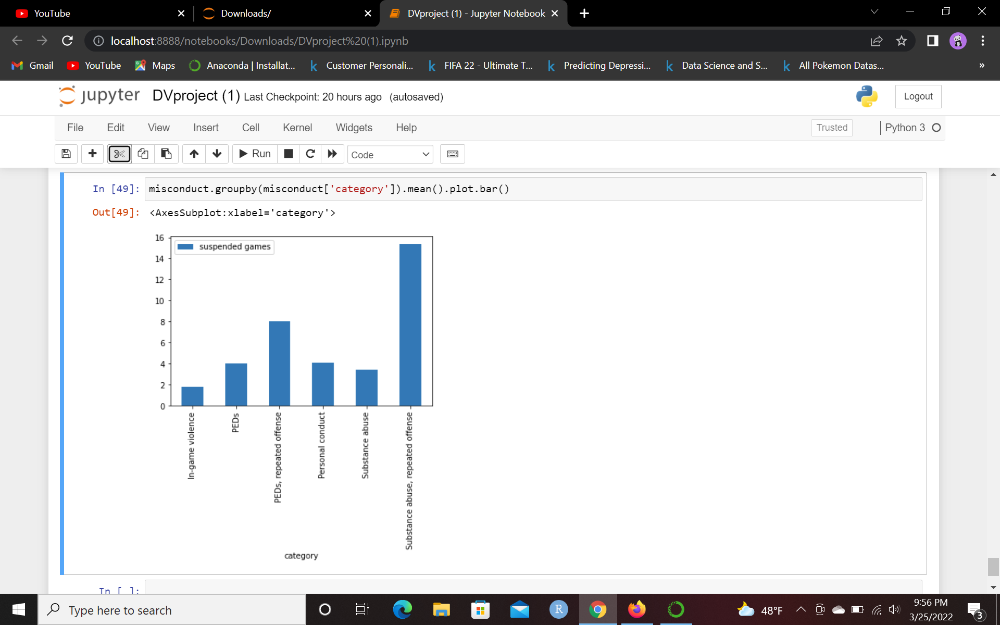 YouTube
Downloads/
DVproject (1) - Jupyter Notebook
localhost:8888/notebooks/Downloads/DVproject%20(1).ipynb
Gmail YouTube Maps Anaconda | Installat... Customer Personali... FIFA 22 - Ultimate T... Predicting Depressi... Data Science and S... All Pokemon Datas... »
jupyter DVproject (1) Last Checkpoint: 20 hours ago (autosaved) Logout
File Edit View Insert Cell Kernel Widgets Help Trusted Python 3
Run Code
In [49]: misconduct.groupby(misconduct['category']).mean().plot.bar()
Out[49]: <AxesSubplot:xlabel='category'>
suspended games
16
14
12
10
8
6
4
2
0
In-game violence
PEDs
PEDs, repeated offense
Personal conduct
Substance abuse
Substance abuse, repeated offense
category
In [ ]:
Type here to search
R
48°F
9:56 PM
3/25/2022
3